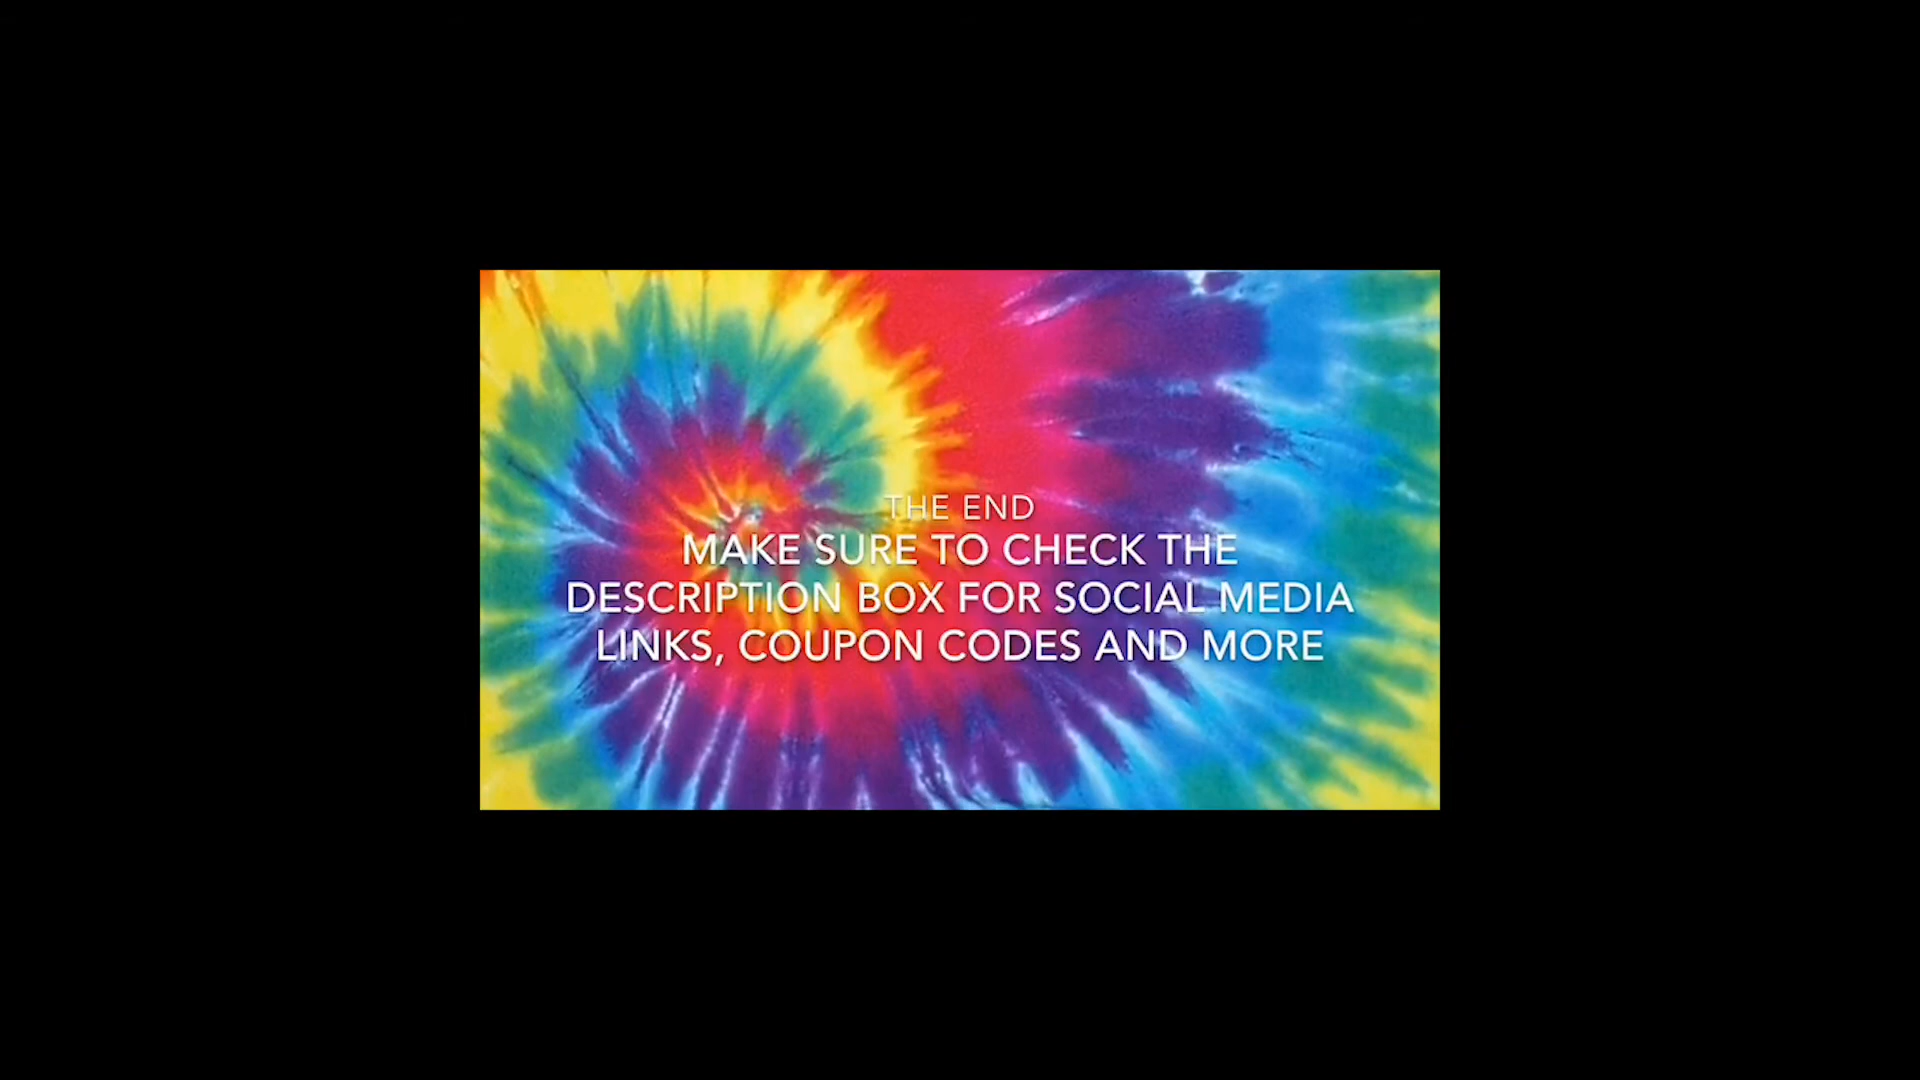 THE END
MAKE SURE TO CHECK THE
DESCRIPTION BOX FOR SOCIAL MEDIA
LINKS, COUPON CODES AND MORE